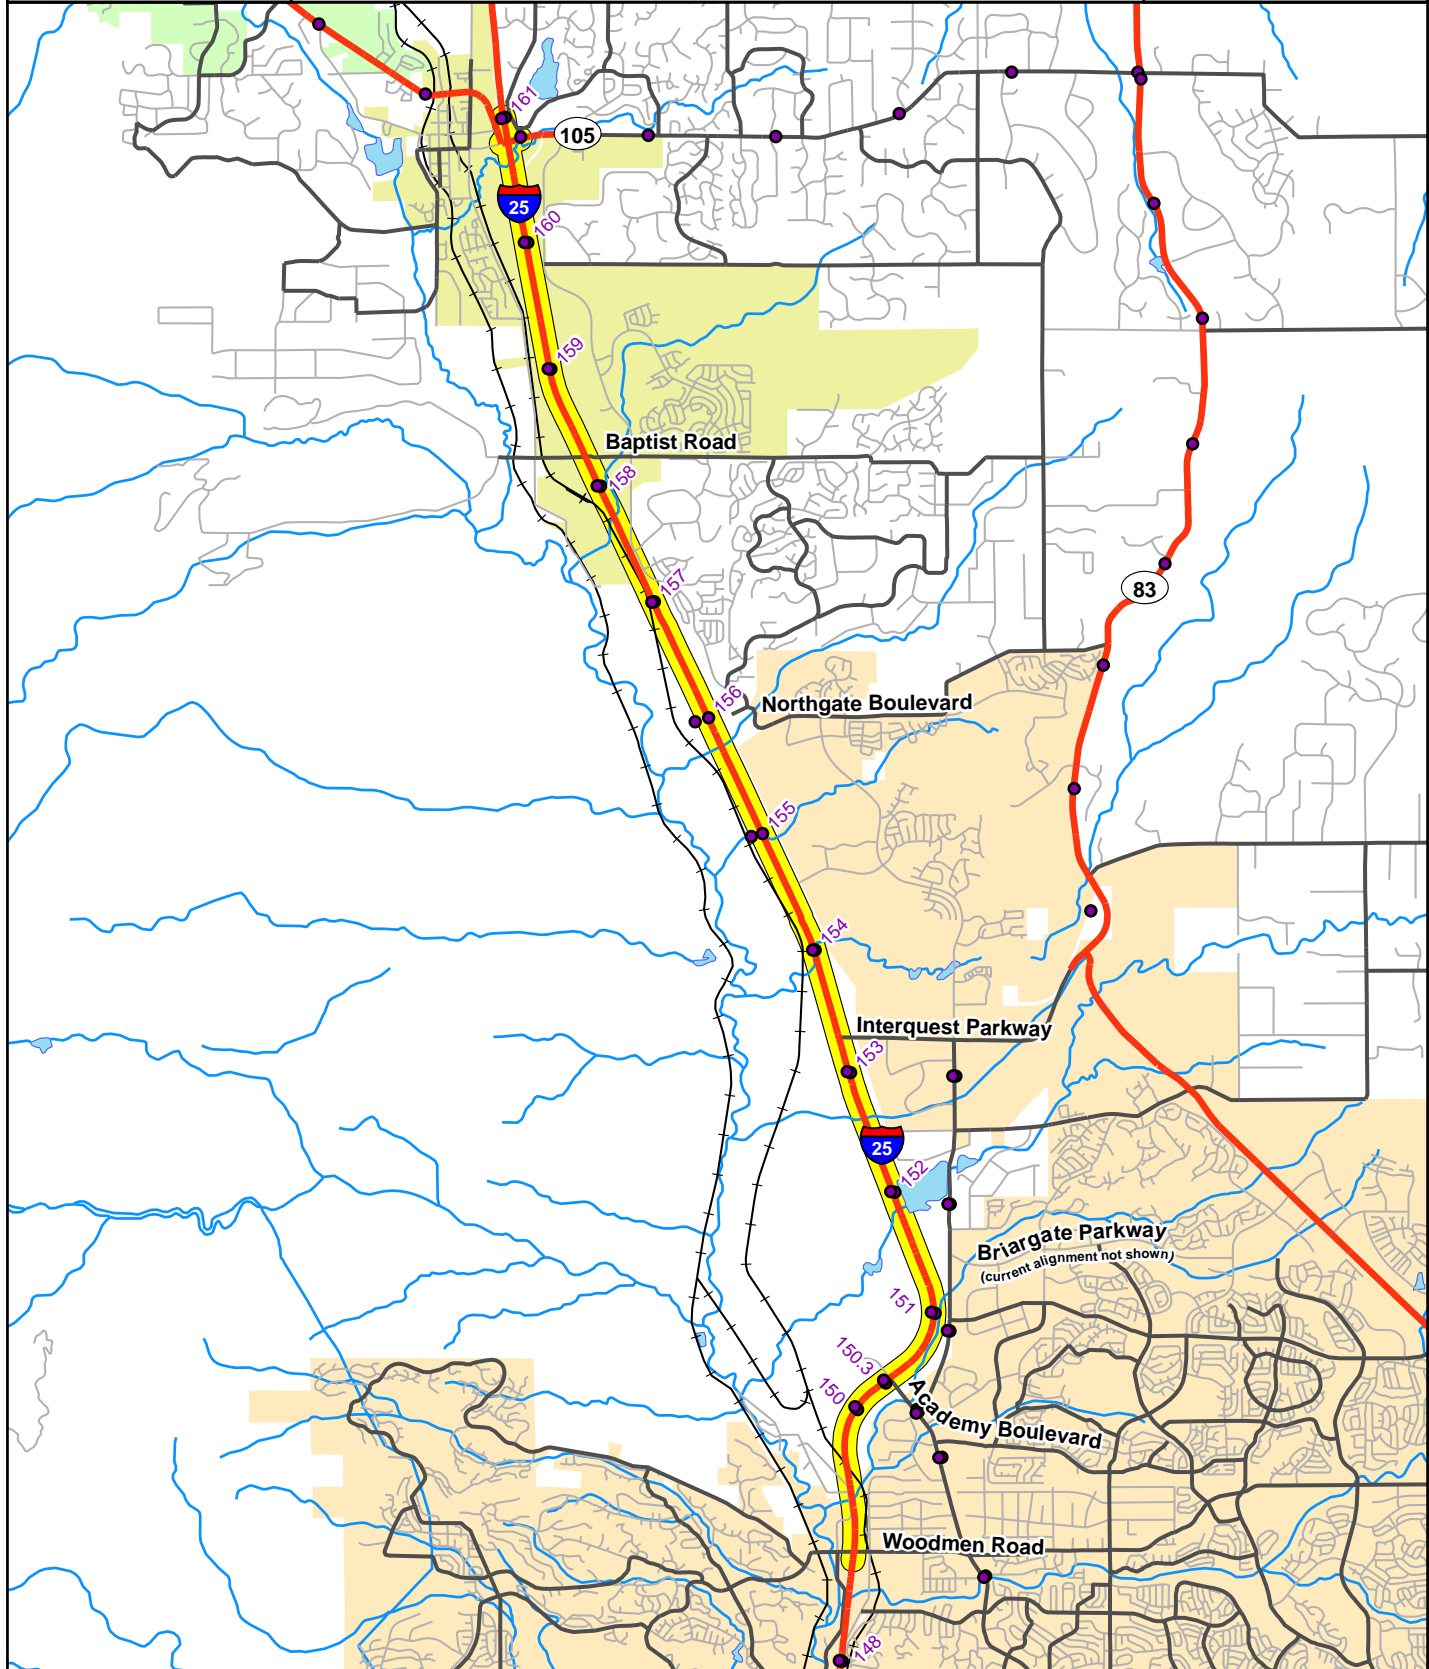 161
105
25
160
159
Baptist Road
158
157
83
156
Northgate Boulevard
155
154
Interquest Parkway
153
25
152
Briargate Parkway
(current alignment not shown)
151
150.3
150
Academy Boulevard
Woodmen Road
148